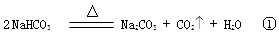 2NaHCO₃ =△= Na₂CO₃ + CO₂↑ + H₂O ①